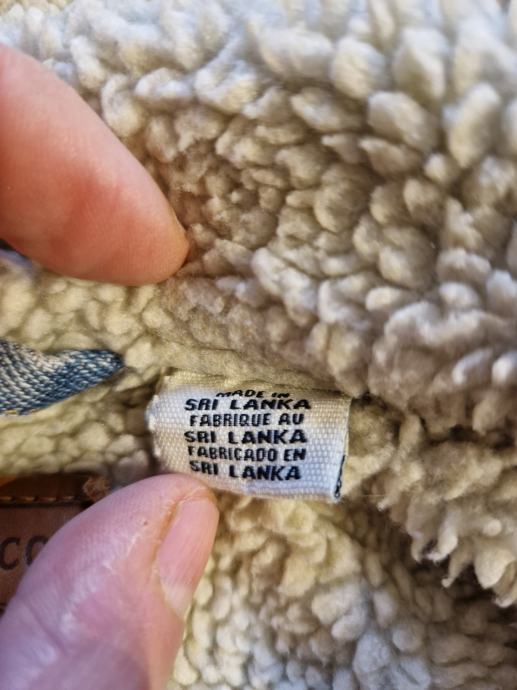 MADE IN
SRI LANKA
FABRIQUE AU
SRI LANKA
FABRICADO EN
SRI LANKA